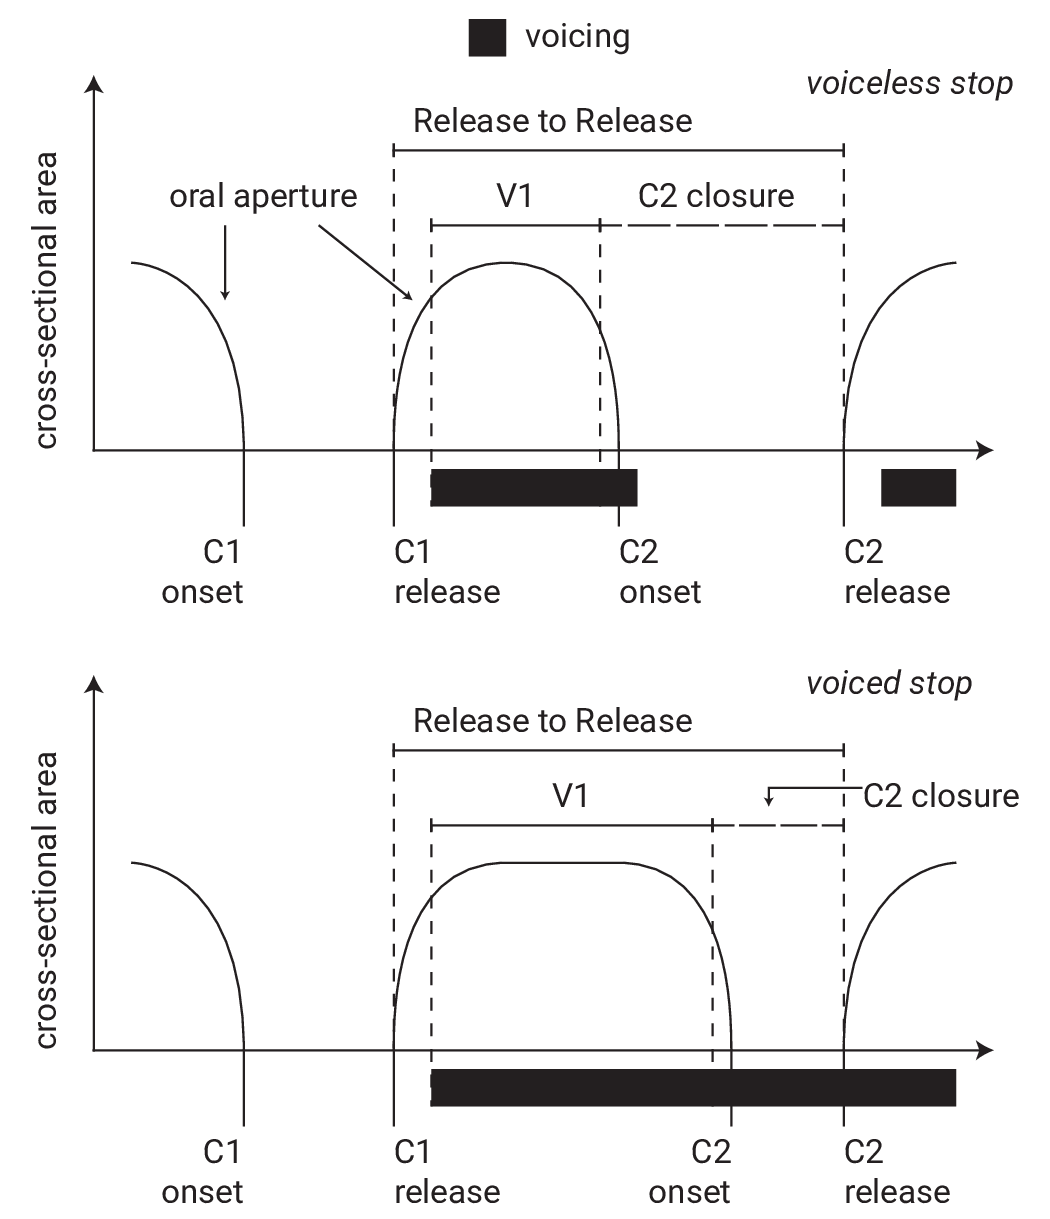 voicing
voiceless stop
Release to Release
oral aperture
V1
C2 closure
cross-sectional area
C1
onset
C1
release
C2
onset
C2
release
voiced stop
Release to Release
V1
C2 closure
cross-sectional area
C1
onset
C1
release
C2
onset
C2
release